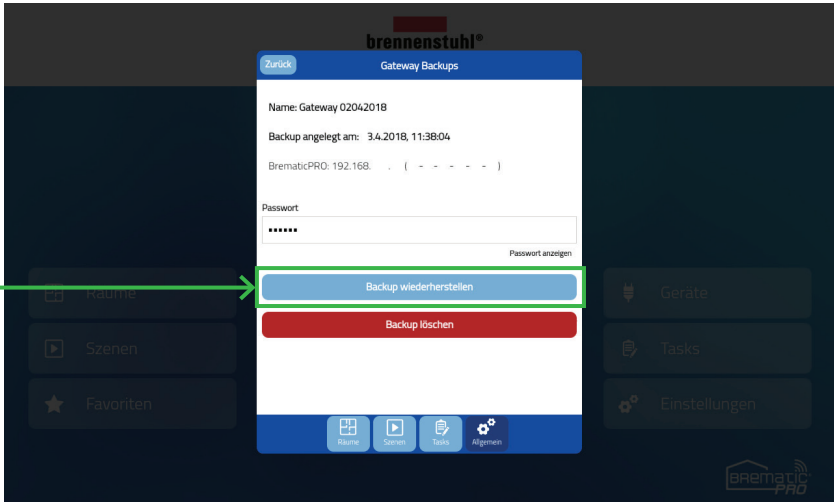 brennenstuhl®
Zurück
Gateway Backups
Name: Gateway 02042018
Backup angelegt am: 3.4.2018, 11:38:04
BrematicPRO: 192.168. . ( - - - - - )
Passwort
••••••
Passwort anzeigen
Backup wiederherstellen
Backup löschen
Räume
Szenen
Favoriten
Geräte
Tasks
Einstellungen
Räume
Szenen
Tasks
Allgemein
BREMATIC
PRO